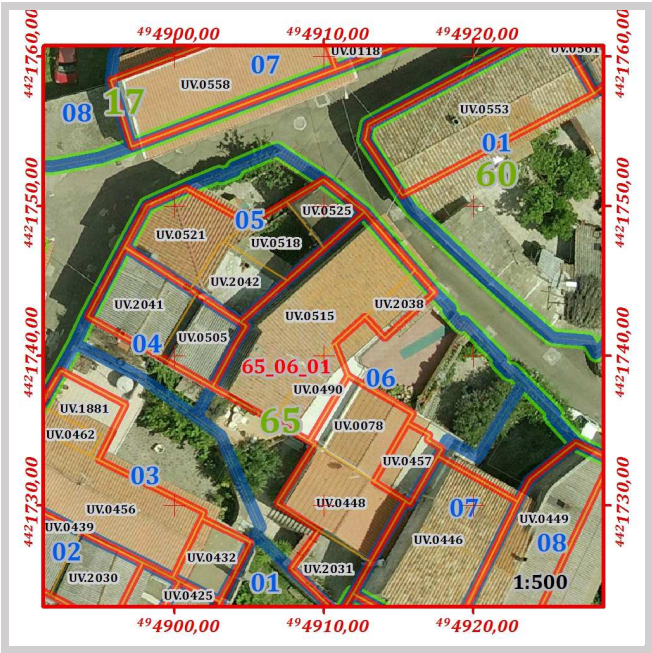 ⁴⁹4900,00 ⁴⁹4910,00 ⁴⁹4920,00
⁴⁴²1760,00 ⁴⁴²1760,00
UV.0118
UV.0561
07
UV.0558
17
08
UV.0553
01
60
⁴⁴²1750,00 ⁴⁴²1750,00
UV.0525
05
UV.0521
UV.0518
UV.2042
UV.2041
UV.2038
UV.0515
UV.0505
04
⁴⁴²1740,00 ⁴⁴²1740,00
65_06_01
06
UV.0490
UV.1881
65
UV.0078
UV.0462
UV.0457
03
UV.0448
UV.0456
⁴⁴²1730,00 ⁴⁴²1730,00
07
UV.0449
UV.0439
UV.0446
08
02
UV.0432
UV.2031
UV.2030
01
UV.0425
1:500
⁴⁹4900,00 ⁴⁹4910,00 ⁴⁹4920,00